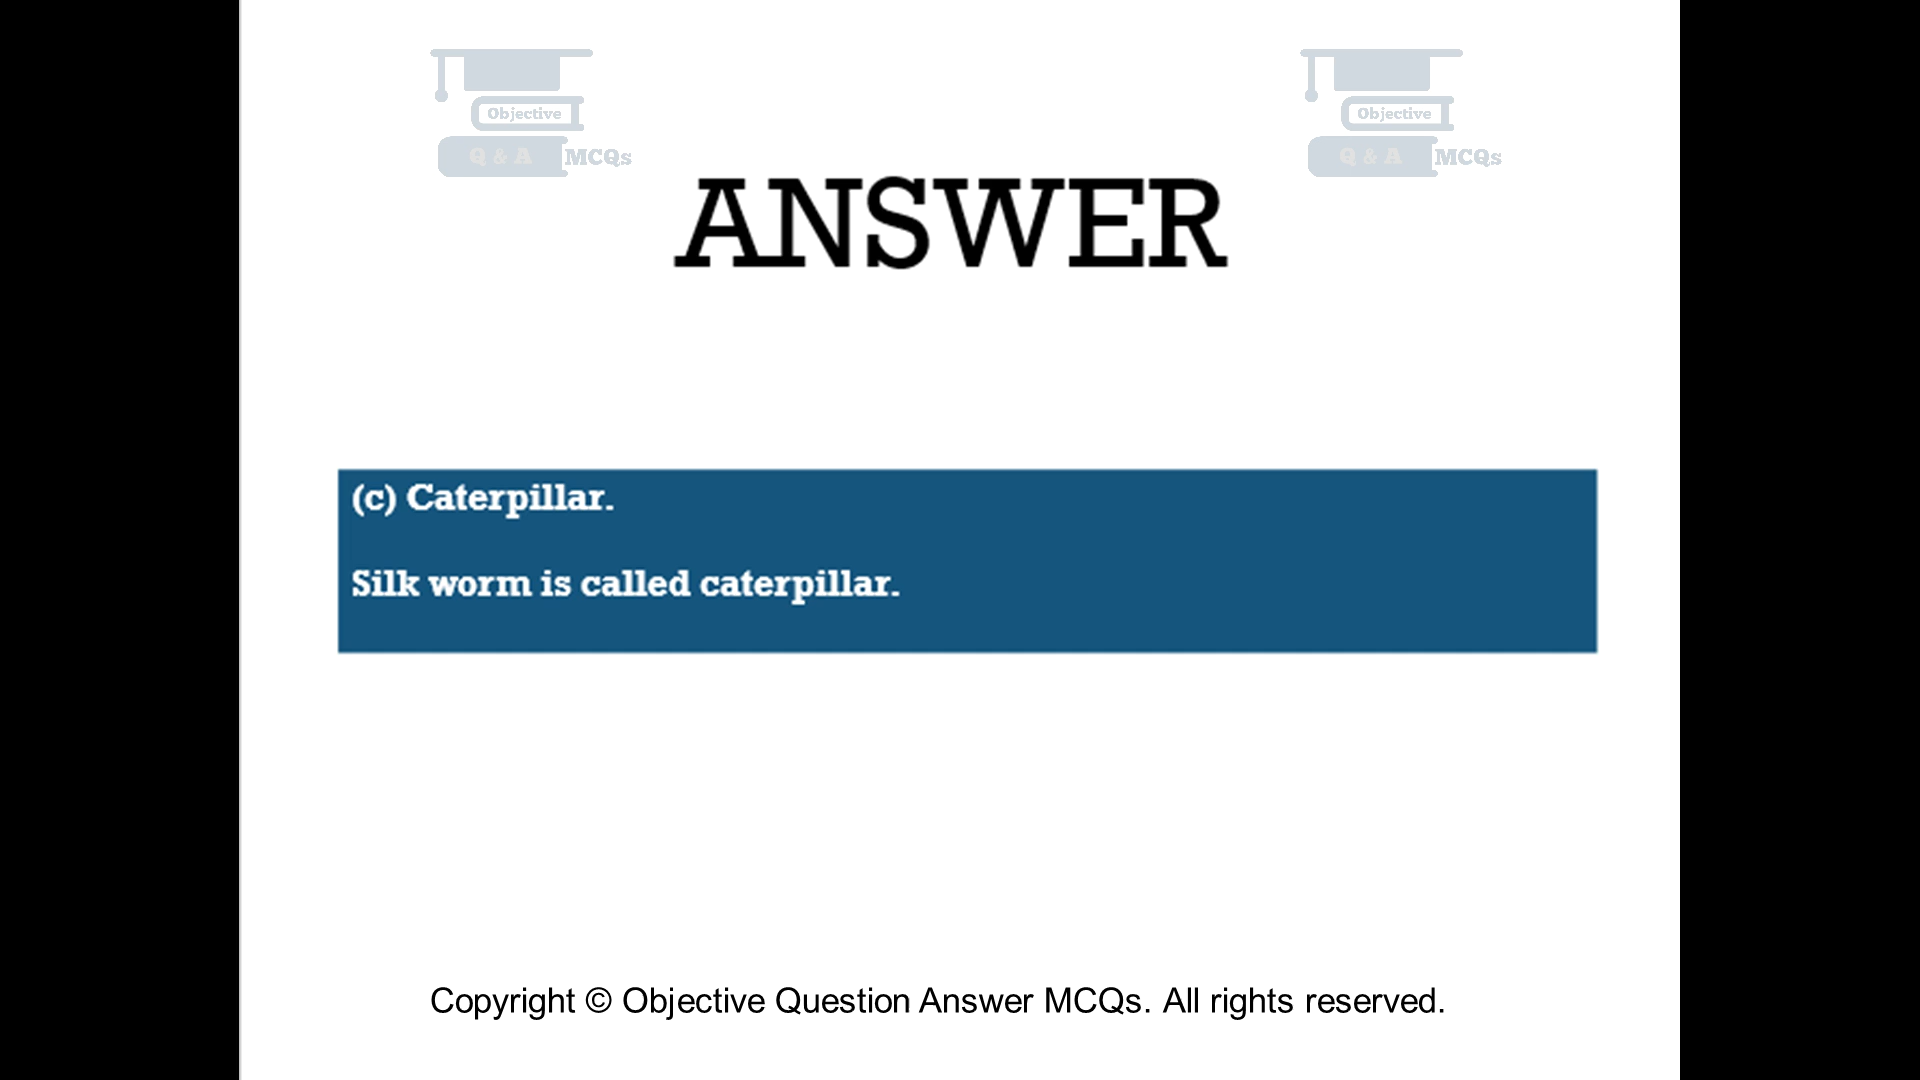 Objective
Q & A MCQs
Objective
Q & A MCQs
ANSWER
(c) Caterpillar.
Silk worm is called caterpillar.
Copyright © Objective Question Answer MCQs. All rights reserved.